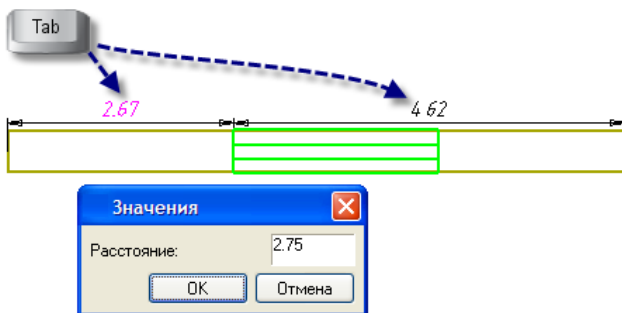 Tab
2.67 4.62
Значения
Расстояние: 2.75
OK Отмена